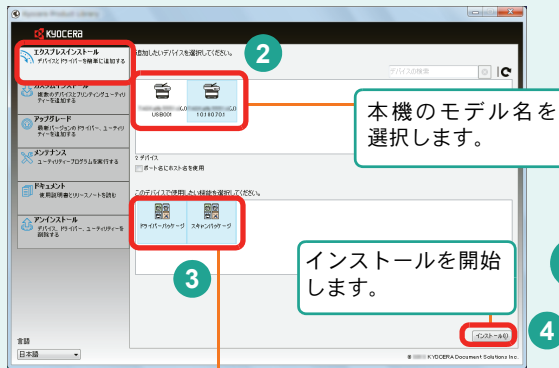 KYOCERA
エクスプレスインストール
デバイスとドライバーを簡単に追加する
追加したいデバイスを選択してください。
2
デバイスの検索
カスタムインストール
複数のデバイスとプリンティングユーティリ
ティーを追加する
USB001
10.180.70.1
本機のモデル名を
選択します。
アップグレード
最新バージョンのドライバー、ユーティリ
ティーを追加する
メンテナンス
ユーティリティープログラムを実行する
2 デバイス
ポート名にホスト名を使用
ドキュメント
使用説明書とリリースノートを読む
このデバイスで使用したい機能を選択してください。
アンインストール
デバイス、ドライバー、ユーティリティーを
削除する
ドライバーパッケージ
スキャンパッケージ
3
インストールを開始
します。
インストール(I)
4
言語
日本語
KYOCERA Document Solutions Inc.